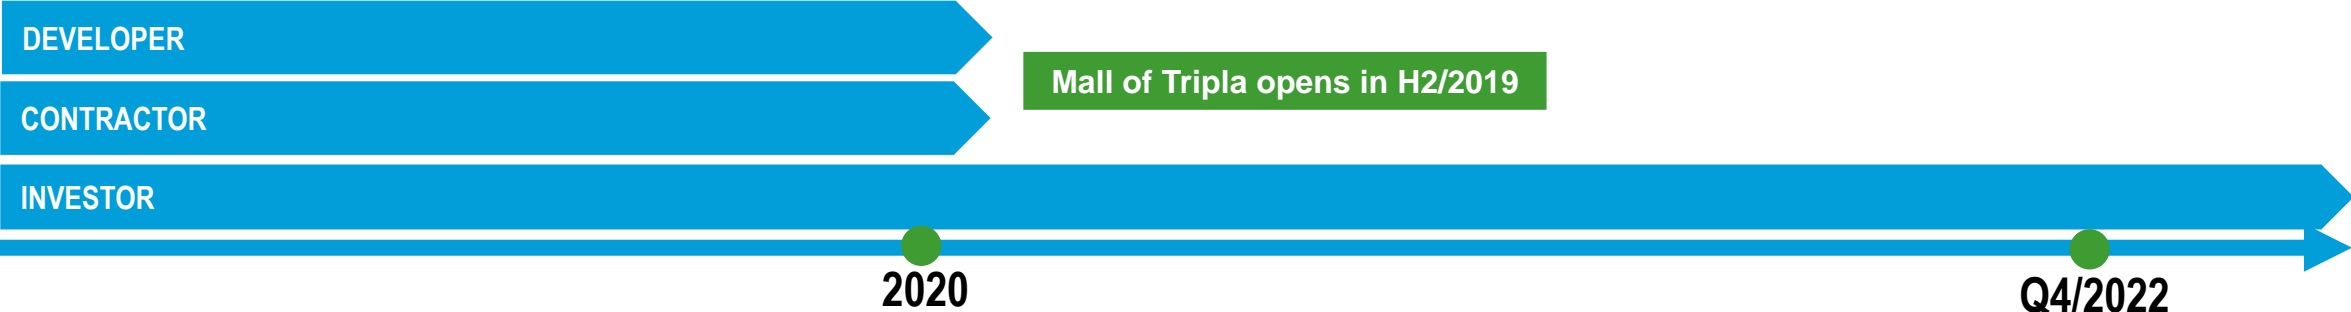 DEVELOPER
Mall of Tripla opens in H2/2019
CONTRACTOR
INVESTOR
2020
Q4/2022